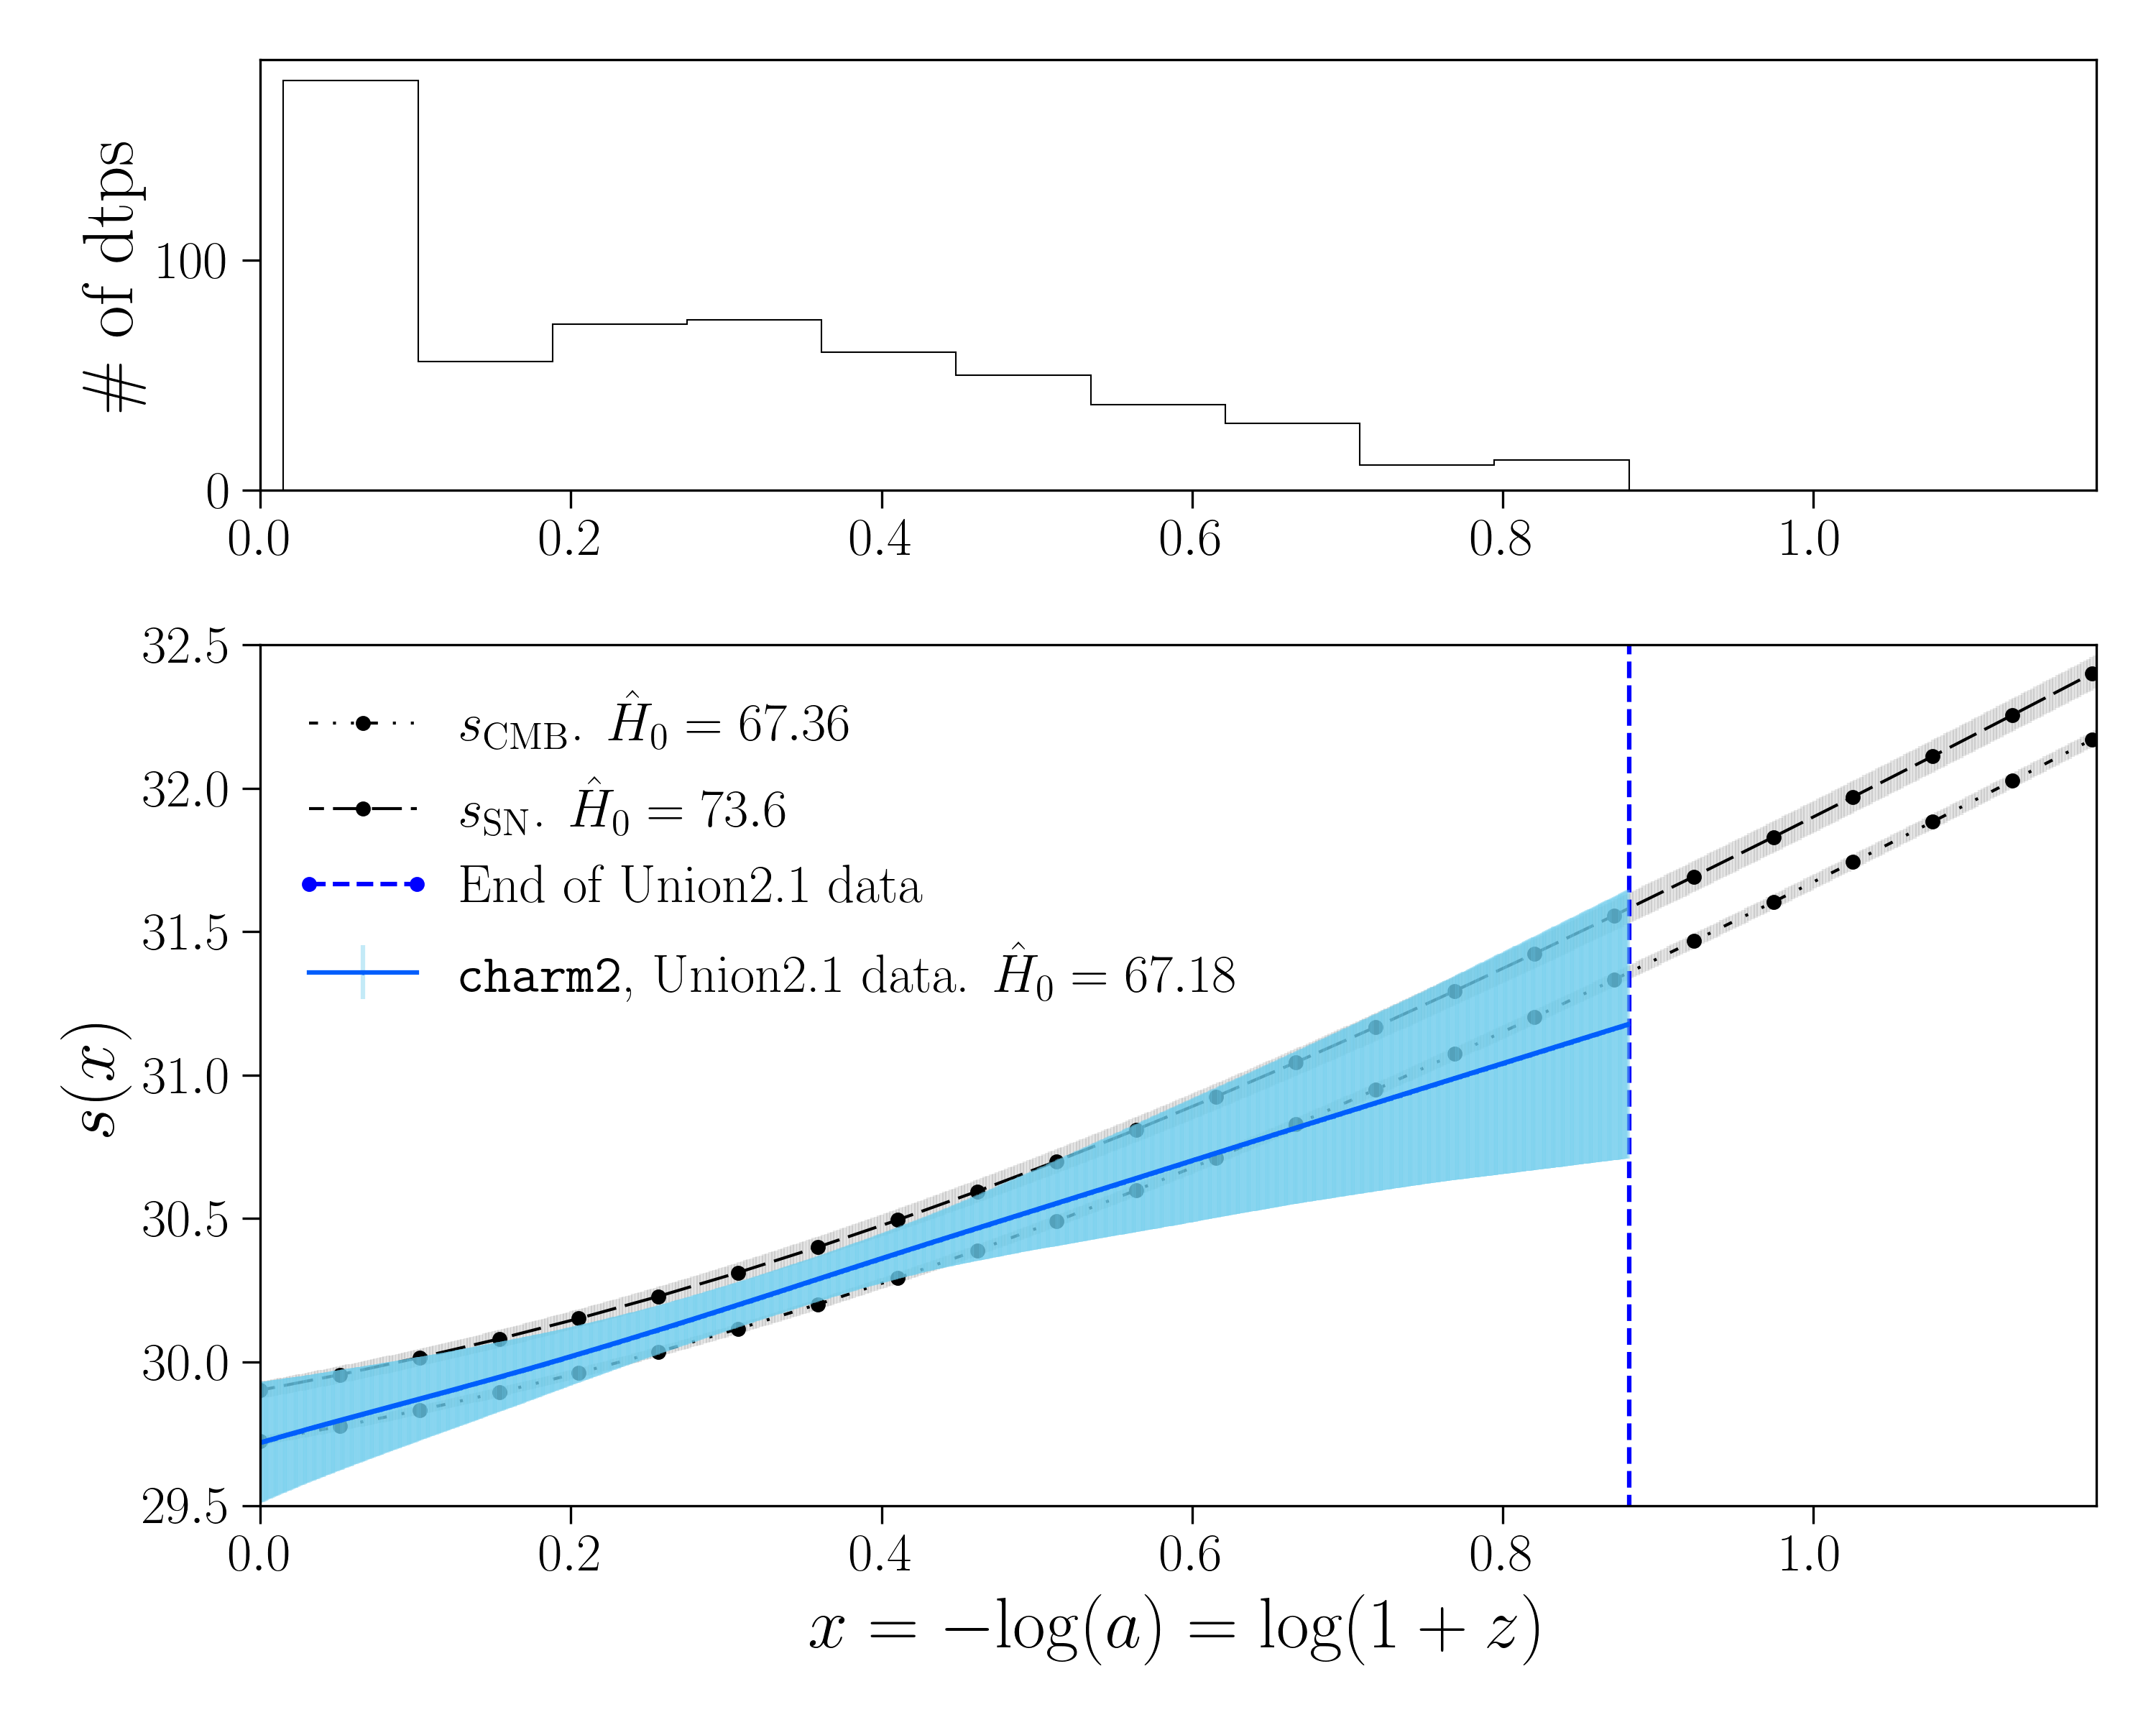 # of dtps
100
0
0.0 0.2 0.4 0.6 0.8 1.0
32.5
32.0
31.5
31.0
30.5
30.0
29.5
s(x)
s_CMB. Ĥ₀ = 67.36
s_SN. Ĥ₀ = 73.6
End of Union2.1 data
charm2, Union2.1 data. Ĥ₀ = 67.18
0.0 0.2 0.4 0.6 0.8 1.0
x = −log(a) = log(1 + z)